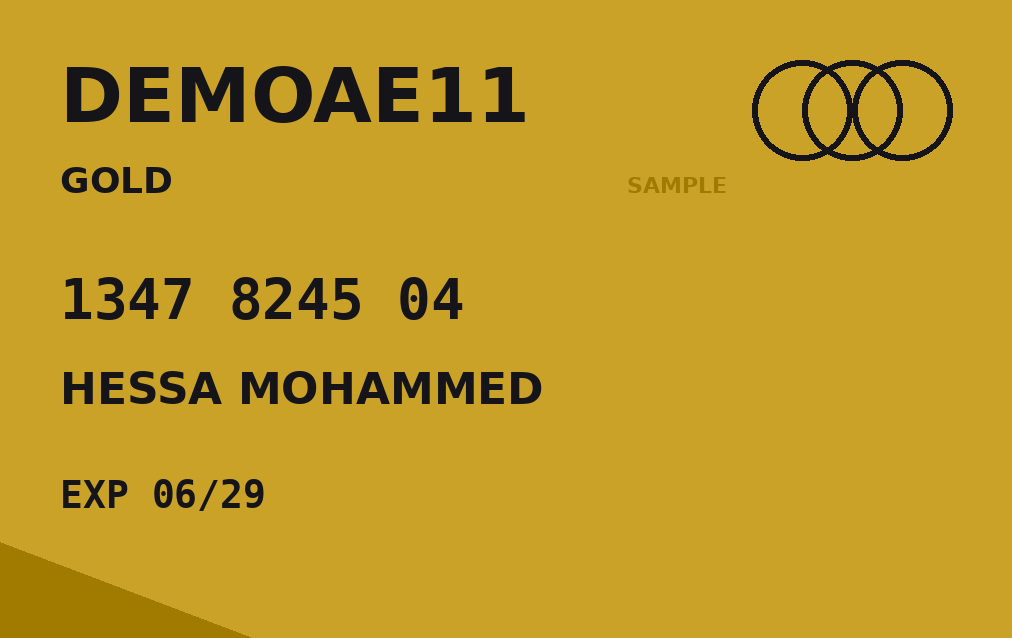 DEMOAE11
GOLD
SAMPLE
1347 8245 04
HESSA MOHAMMED
EXP 06/29